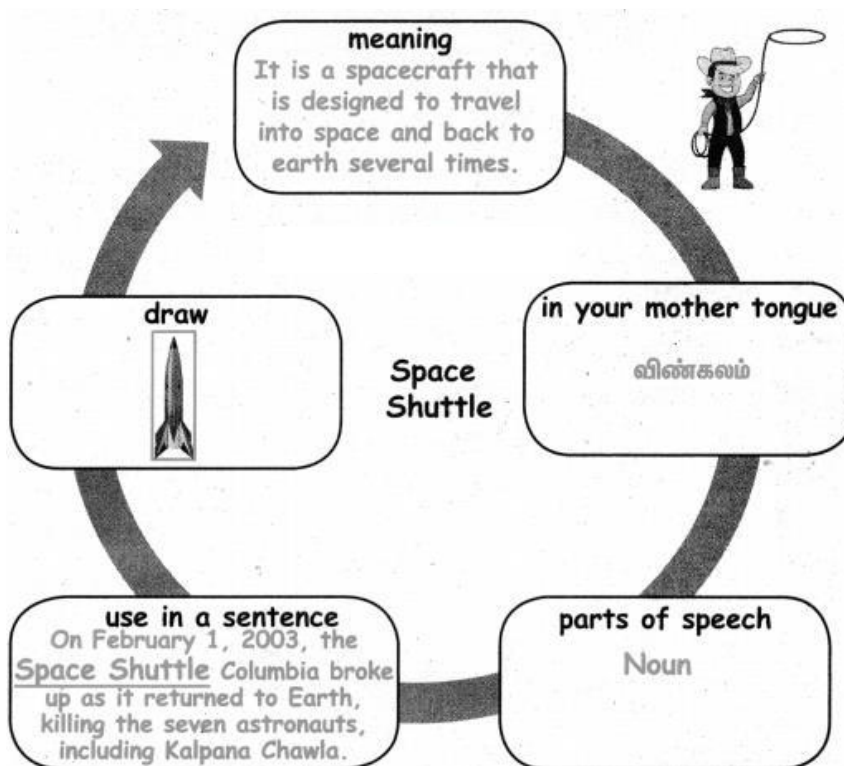 meaning
It is a spacecraft that
is designed to travel
into space and back to
earth several times.
in your mother tongue
விண்கலம்
parts of speech
Noun
use in a sentence
On February 1, 2003, the
Space Shuttle Columbia broke
up as it returned to Earth,
killing the seven astronauts,
including Kalpana Chawla.
draw
Space
Shuttle